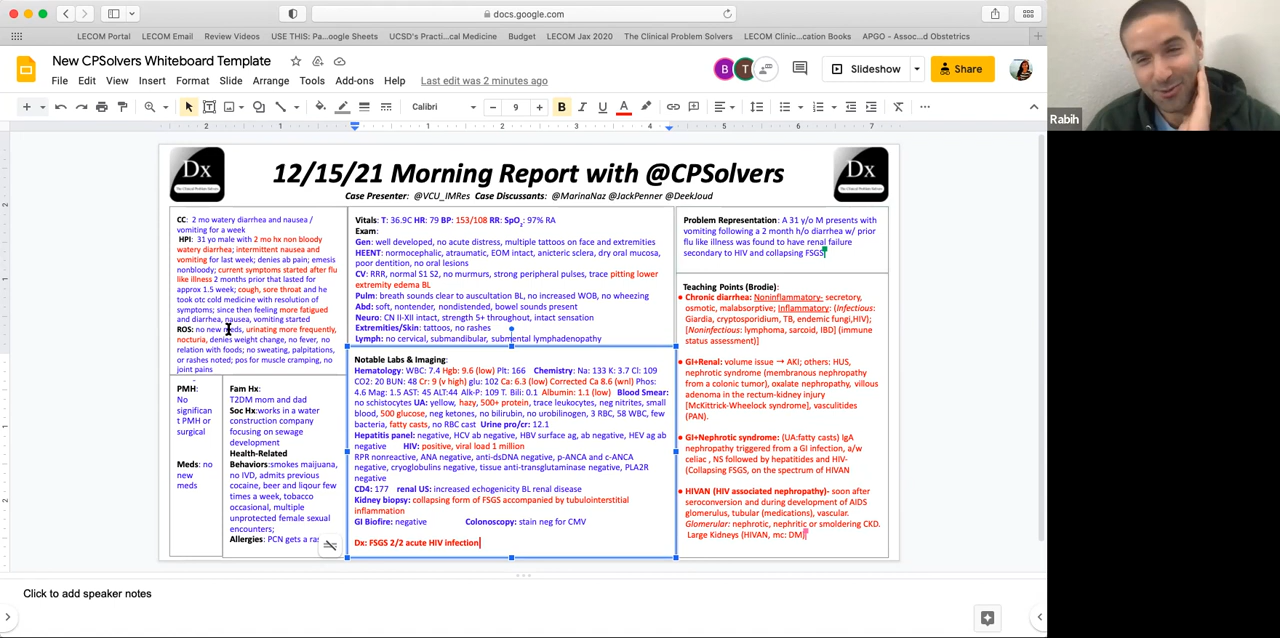 docs.google.com
LECOM Portal LECOM Email Review Videos USE THIS: Pa...ogle Sheets UCSD's Practi...cal Medicine Budget LECOM Jax 2020 The Clinical Problem Solvers LECOM Clinic...cation Books APGO - Assoc...d Obstetrics
New CPSolvers Whiteboard Template
File Edit View Insert Format Slide Arrange Tools Add-ons Help Last edit was 2 minutes ago
B T Slideshow Share
Calibri 9 B I U A
2 1 1 2 3 4 5 6 7
Dx
The Clinical Problem Solvers
12/15/21 Morning Report with @CPSolvers
Case Presenter: @VCU_IMRes Case Discussants: @MarinaNaz @JackPenner @DeekJoud
Dx
The Clinical Problem Solvers
CC: 2 mo watery diarrhea and nausea /
vomiting for a week
HPI: 31 yo male with 2 mo hx non bloody
watery diarrhea; intermittent nausea and
vomiting for last week; denies ab pain; emesis
nonbloody; current symptoms started after flu
like illness 2 months prior that lasted for
approx 1.5 week; cough, sore throat and he
took otc cold medicine with resolution of
symptoms; since then feeling more fatigued
and diarrhea, nausea, vomiting started
ROS: no new meds, urinating more frequently,
nocturia, denies weight change, no fever, no
relation with foods; no sweating, palpitations,
or rashes noted; pos for muscle cramping, no
joint pains
PMH:
No
significan
t PMH or
surgical
Meds: no
new
meds
Fam Hx:
T2DM mom and dad
Soc Hx:works in a water
construction company
focusing on sewage
development
Health-Related
Behaviors:smokes maijuana,
no IVD, admits previous
cocaine, beer and liqour few
times a week, tobacco
occasional, multiple
unprotected female sexual
encounters;
Allergies: PCN gets a ras
Vitals: T: 36.9C HR: 79 BP: 153/108 RR: SpO2: 97% RA
Exam:
Gen: well developed, no acute distress, multiple tattoos on face and extremities
HEENT: normocephalic, atraumatic, EOM intact, anicteric sclera, dry oral mucosa,
poor dentition, no oral lesions
CV: RRR, normal S1 S2, no murmurs, strong peripheral pulses, trace pitting lower
extremity edema BL
Pulm: breath sounds clear to auscultation BL, no increased WOB, no wheezing
Abd: soft, nontender, nondistended, bowel sounds present
Neuro: CN II-XII intact, strength 5+ throughout, intact sensation
Extremities/Skin: tattoos, no rashes
Lymph: no cervical, submandibular, submental lymphadenopathy
Notable Labs & Imaging:
Hematology: WBC: 7.4 Hgb: 9.6 (low) Plt: 166 Chemistry: Na: 133 K: 3.7 Cl: 109
CO2: 20 BUN: 48 Cr: 9 (v high) glu: 102 Ca: 6.3 (low) Corrected Ca 8.6 (wnl) Phos:
4.6 Mag: 1.5 AST: 45 ALT:44 Alk-P: 109 T. Bili: 0.1 Albumin: 1.1 (low) Blood Smear:
no schistocytes UA: yellow, hazy, 500+ protein, trace leukocytes, neg nitrites, small
blood, 500 glucose, neg ketones, no bilirubin, no urobilinogen, 3 RBC, 58 WBC, few
bacteria, fatty casts, no RBC cast Urine pro/cr: 12.1
Hepatitis panel: negative, HCV ab negative, HBV surface ag, ab negative, HEV ag ab
negative HIV: positive, viral load 1 million
RPR nonreactive, ANA negative, anti-dsDNA negative, p-ANCA and c-ANCA
negative, cryoglobulins negative, tissue anti-transglutaminase negative, PLA2R
negative
CD4: 177 renal US: increased echogenicity BL renal disease
Kidney biopsy: collapsing form of FSGS accompanied by tubulointerstitial
inflammation
GI Biofire: negative Colonoscopy: stain neg for CMV
Dx: FSGS 2/2 acute HIV infection
Problem Representation: A 31 y/o M presents with
vomiting following a 2 month h/o diarrhea w/ prior
flu like illness was found to have renal failure
secondary to HIV and collapsing FSGS
Teaching Points (Brodie):
● Chronic diarrhea: Noninflammatory- secretory,
osmotic, malabsorptive; Inflammatory: (Infectious:
Giardia, cryptosporidium, TB, endemic fungi,HIV);
[Noninfectious: lymphoma, sarcoid, IBD] (immune
status assessment)]
● GI+Renal: volume issue → AKI; others: HUS,
nephrotic syndrome (membranous nephropathy
from a colonic tumor), oxalate nephropathy, villous
adenoma in the rectum-kidney injury
[McKittrick-Wheelock syndrome], vasculitides
(PAN).
● GI+Nephrotic syndrome: (UA:fatty casts) IgA
nephropathy triggered from a GI infection, a/w
celiac , NS followed by hepatitides and HIV-
(Collapsing FSGS, on the spectrum of HIVAN
● HIVAN (HIV associated nephropathy)- soon after
seroconversion and during development of AIDS
glomerulus, tubular (medications), vascular.
Glomerular: nephrotic, nephritic or smoldering CKD.
Large Kidneys (HIVAN, mc: DM)
Click to add speaker notes
Rabih